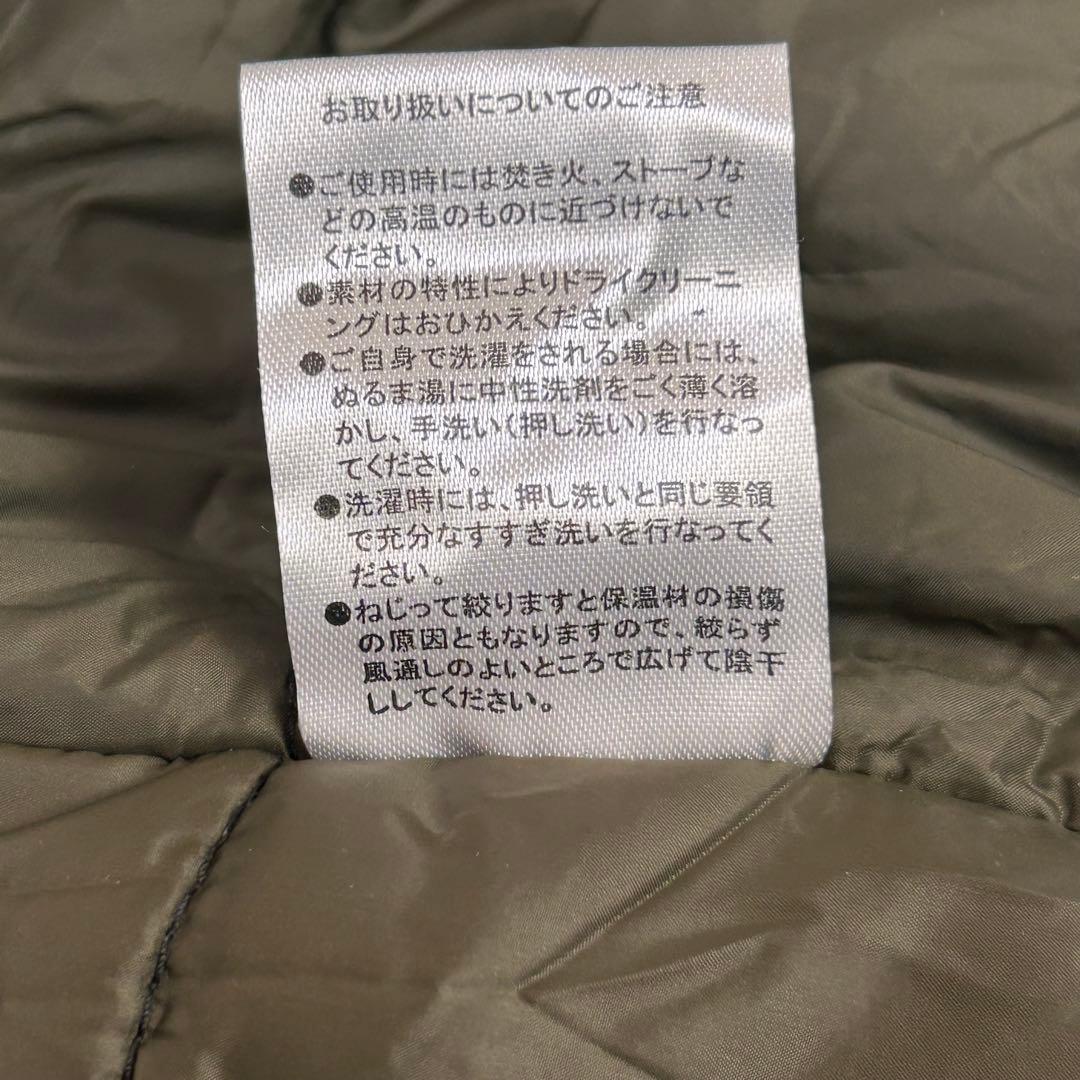 お取り扱いについてのご注意
●ご使用時には焚き火、ストーブな
どの高温のものに近づけないで
ください。
●素材の特性によりドライクリーニ
ングはおひかえください。
●ご自身で洗濯をされる場合には、
ぬるま湯に中性洗剤をごく薄く溶
かし、手洗い(押し洗い)を行なっ
てください。
●洗濯時には、押し洗いと同じ要領
で充分なすすぎ洗いを行なってく
ださい。
●ねじって絞りますと保温材の損傷
の原因ともなりますので、絞らず
風通しのよいところで広げて陰干
ししてください。